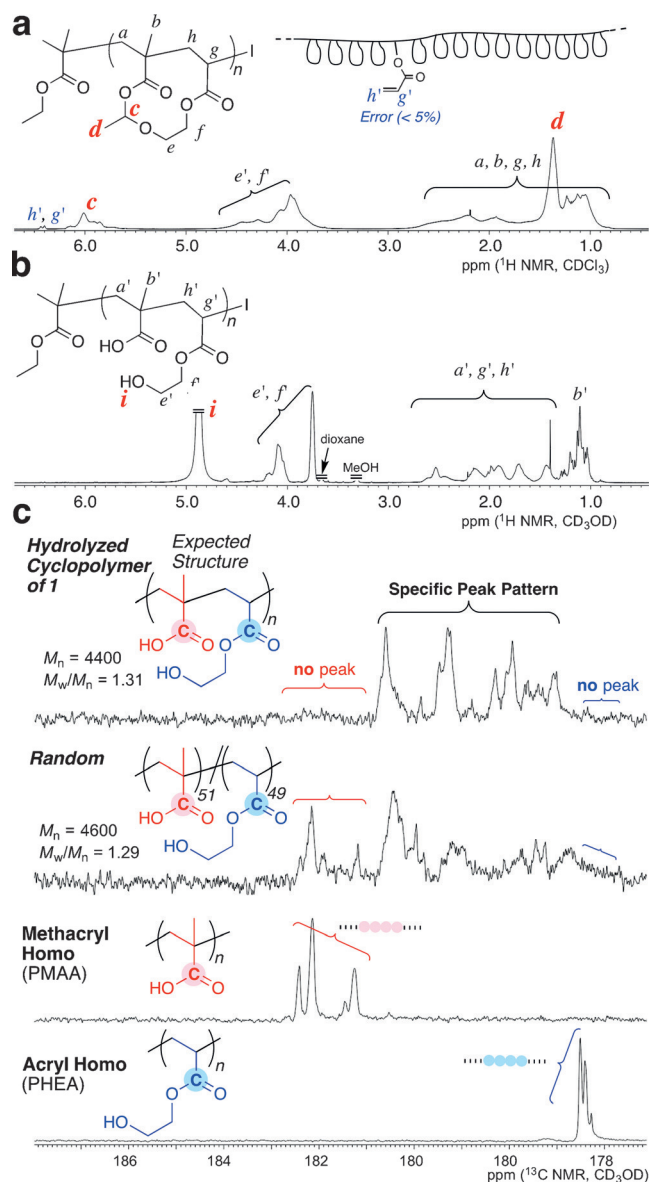 a
a b h g I
n
O O O O
c
d O e f
h' g'
O
O
Error (< 5%)
d
e', f'
a, b, g, h
h', g' c
6.0 5.0 4.0 3.0 2.0 1.0
ppm (¹H NMR, CDCl₃)
b
a' b' h' g' I
n
O O HO O O O
HO e' f'
i
i
e', f'
a', g', h'
b'
dioxane
MeOH
6.0 5.0 4.0 3.0 2.0 1.0
ppm (¹H NMR, CD₃OD)
c
Hydrolyzed
Cyclopolymer
of 1
Expected
Structure
n
HO C O O C O
HO
Mn = 4400
Mw/Mn = 1.31
Specific Peak Pattern
no peak
no peak
Random
51 49
HO C O O C O
HO
Mn = 4600
Mw/Mn = 1.29
Methacryl
Homo
(PMAA)
n
HO C O
Acryl Homo
(PHEA)
n
O C O
HO
186 184 182 180 178
ppm (¹³C NMR, CD₃OD)